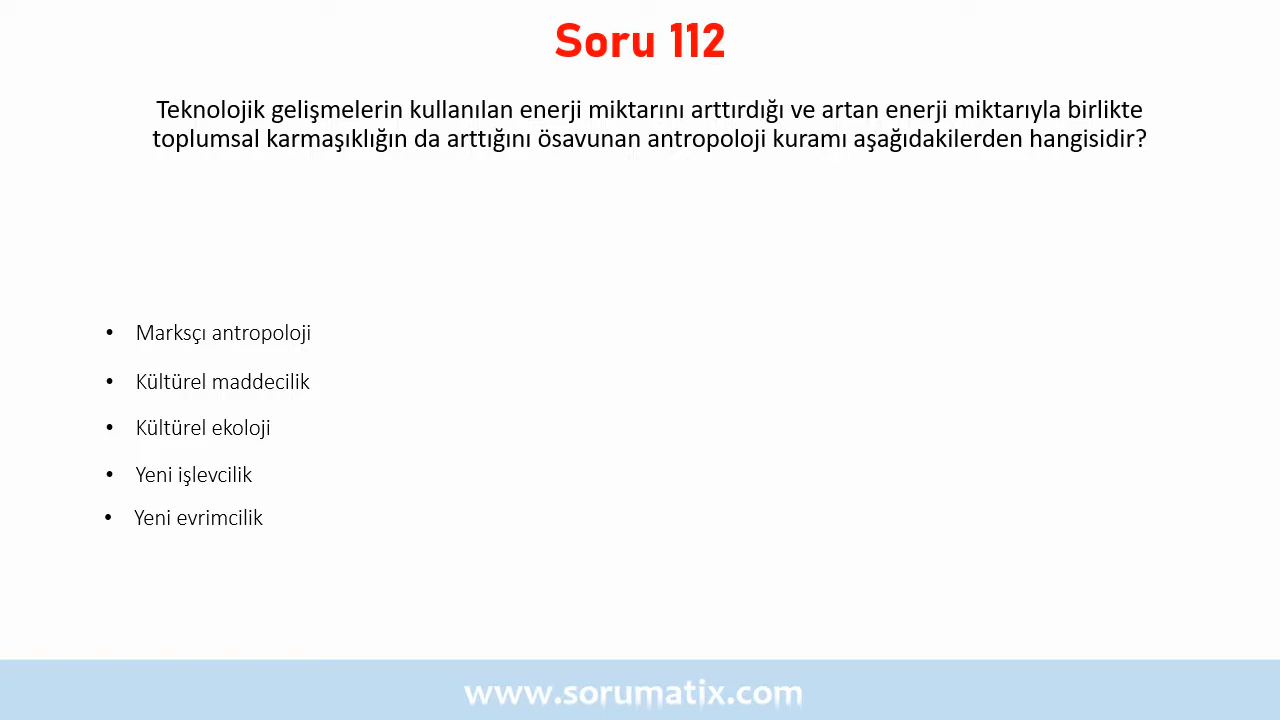 Soru 112
Teknolojik gelişmelerin kullanılan enerji miktarını arttırdığı ve artan enerji miktarıyla birlikte
toplumsal karmaşıklığın da arttığını ösavunan antropoloji kuramı aşağıdakilerden hangisidir?
• Marksçı antropoloji
• Kültürel maddecilik
• Kültürel ekoloji
• Yeni işlevcilik
• Yeni evrimcilik
www.sorumatix.com